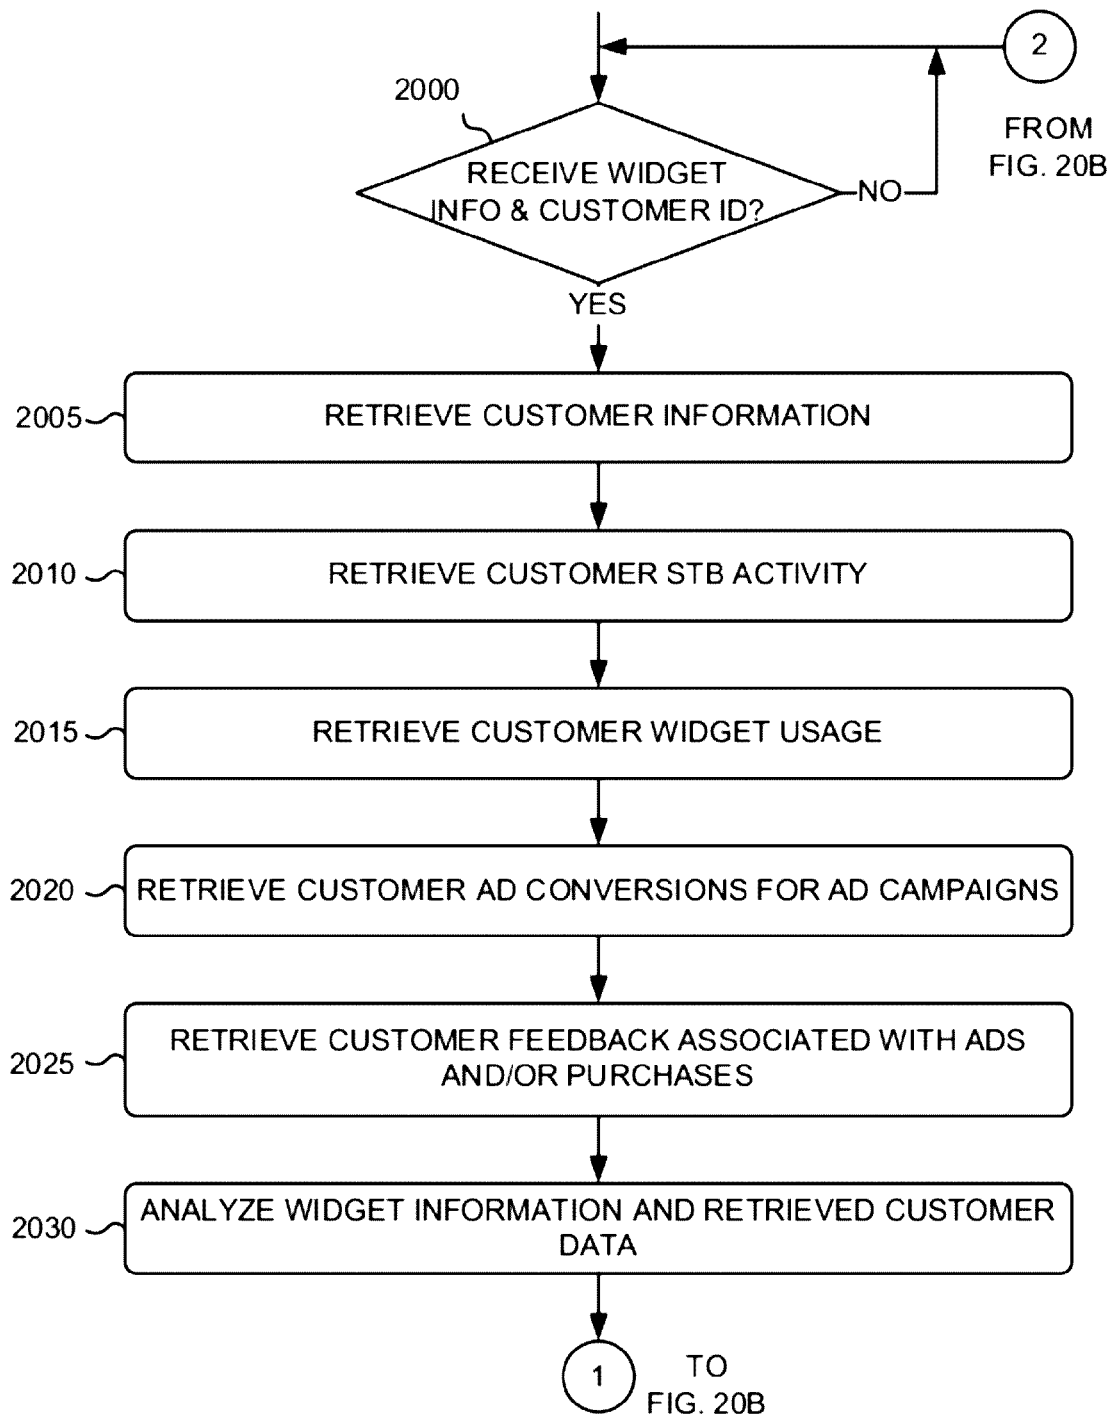 2
FROM
FIG. 20B
2000
RECEIVE WIDGET
INFO & CUSTOMER ID?
NO
YES
2005
RETRIEVE CUSTOMER INFORMATION
2010
RETRIEVE CUSTOMER STB ACTIVITY
2015
RETRIEVE CUSTOMER WIDGET USAGE
2020
RETRIEVE CUSTOMER AD CONVERSIONS FOR AD CAMPAIGNS
2025
RETRIEVE CUSTOMER FEEDBACK ASSOCIATED WITH ADS
AND/OR PURCHASES
2030
ANALYZE WIDGET INFORMATION AND RETRIEVED CUSTOMER
DATA
1
TO
FIG. 20B